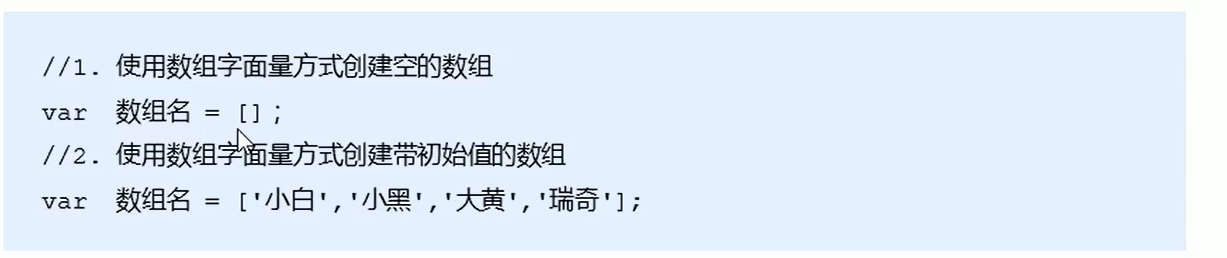 //1. 使用数组字面量方式创建空的数组
var  数组名 = [];
//2. 使用数组字面量方式创建带初始值的数组
var  数组名 = ['小白','小黑','大黄','瑞奇'];